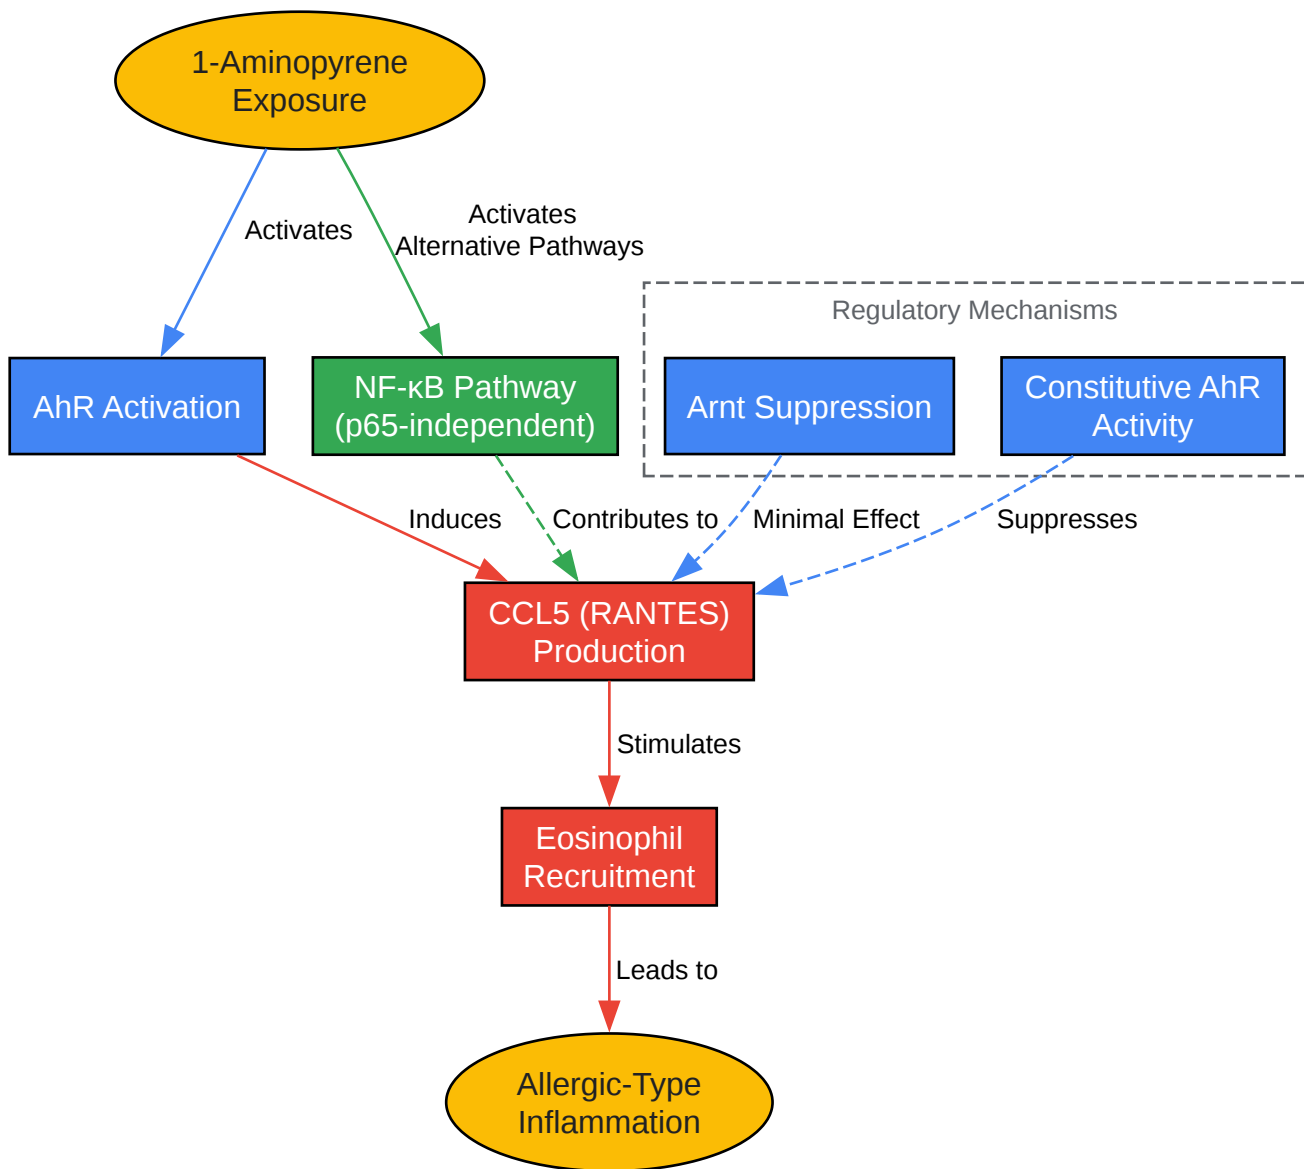 1-Aminopyrene
Exposure
Activates
Activates
Alternative Pathways
Regulatory Mechanisms
AhR Activation
NF-κB Pathway
(p65-independent)
Arnt Suppression
Constitutive AhR
Activity
Induces
Contributes to
Minimal Effect
Suppresses
CCL5 (RANTES)
Production
Stimulates
Eosinophil
Recruitment
Leads to
Allergic-Type
Inflammation